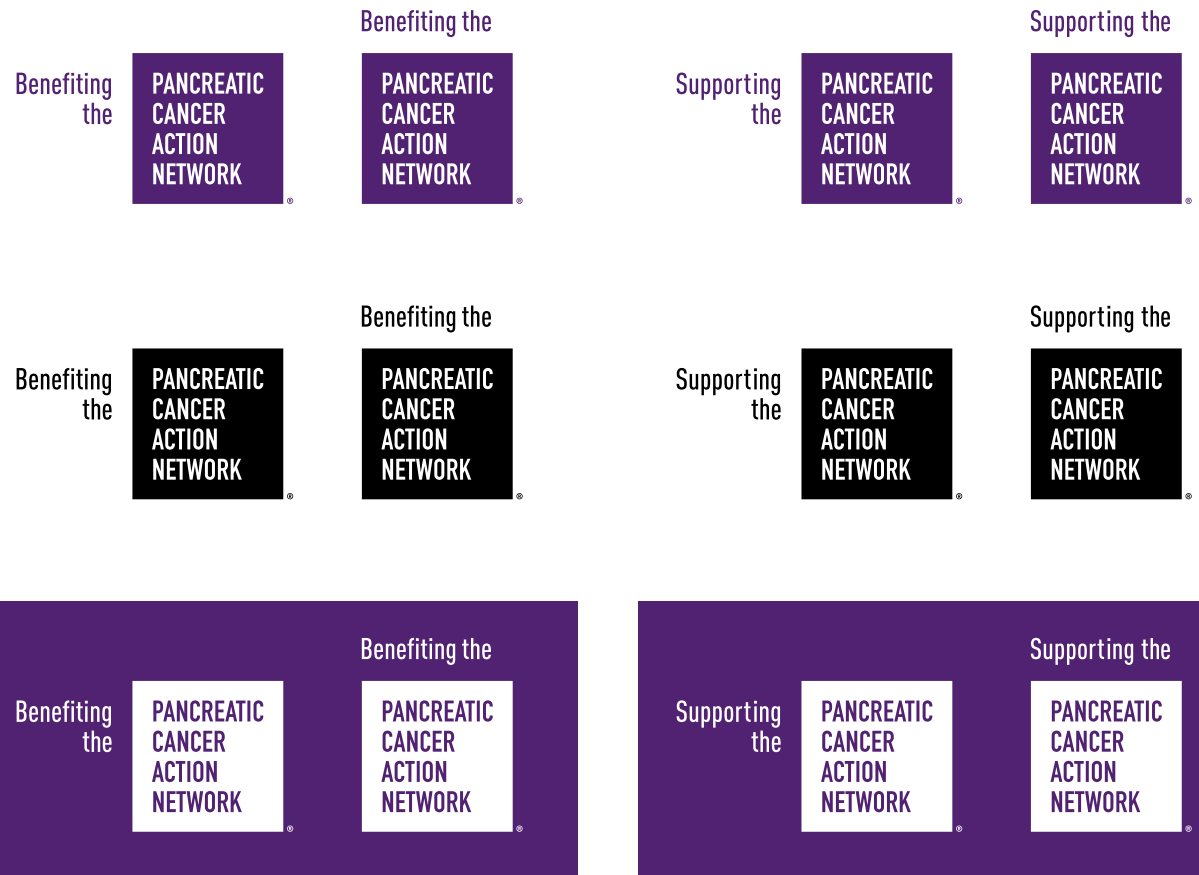 Benefiting the
Benefiting
the
PANCREATIC
CANCER
ACTION
NETWORK
®
PANCREATIC
CANCER
ACTION
NETWORK
®
Supporting the
Supporting
the
PANCREATIC
CANCER
ACTION
NETWORK
®
PANCREATIC
CANCER
ACTION
NETWORK
®
Benefiting the
Benefiting
the
PANCREATIC
CANCER
ACTION
NETWORK
®
PANCREATIC
CANCER
ACTION
NETWORK
®
Supporting the
Supporting
the
PANCREATIC
CANCER
ACTION
NETWORK
®
PANCREATIC
CANCER
ACTION
NETWORK
®
Benefiting the
Benefiting
the
PANCREATIC
CANCER
ACTION
NETWORK
®
PANCREATIC
CANCER
ACTION
NETWORK
®
Supporting the
Supporting
the
PANCREATIC
CANCER
ACTION
NETWORK
®
PANCREATIC
CANCER
ACTION
NETWORK
®